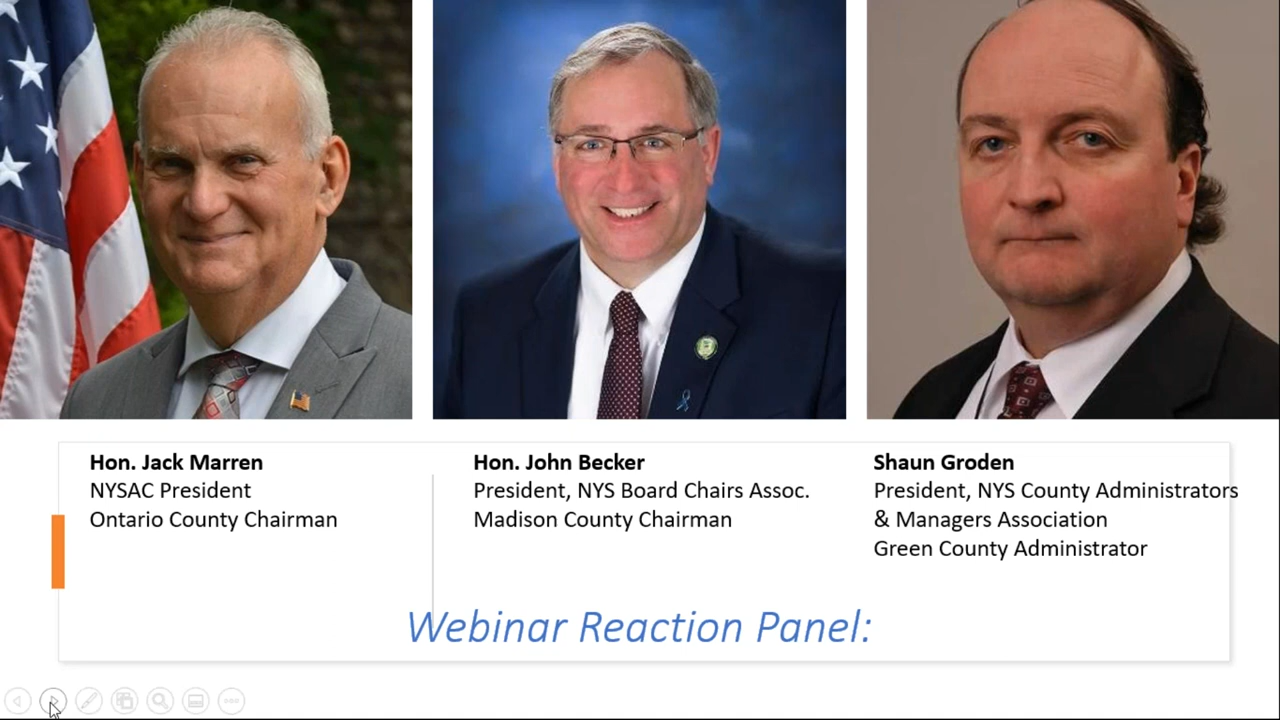 Hon. Jack Marren
NYSAC President
Ontario County Chairman
Hon. John Becker
President, NYS Board Chairs Assoc.
Madison County Chairman
Shaun Groden
President, NYS County Administrators
& Managers Association
Green County Administrator
Webinar Reaction Panel: